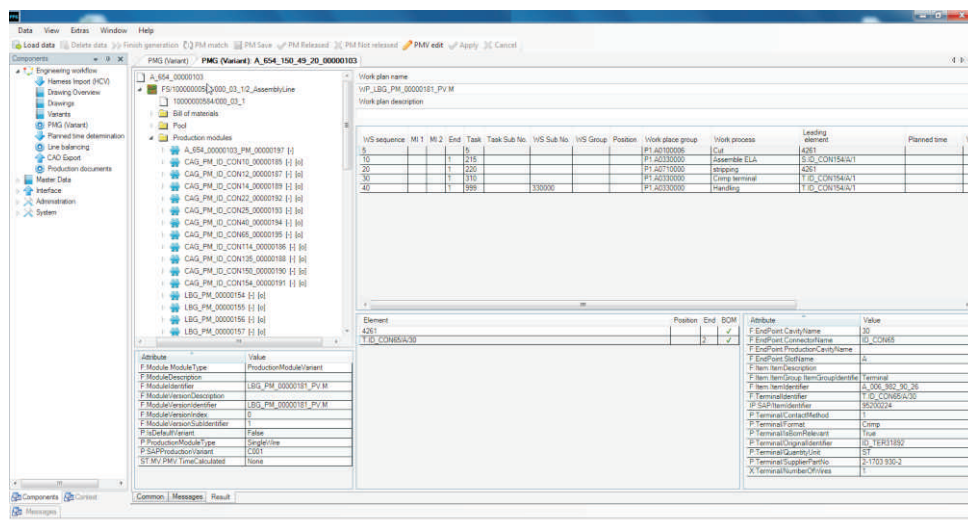 Data View Extras Window Help
Load data Delete data Finish generation PM match PM Save PM Released PM Not released PMV edit Apply Cancel
Components
Engineering workflow
Harness Import (HCV)
Drawing Overview
Drawings
Variants
PMG (Variant)
Planned time determination
Line balancing
CAD Export
Production documents
Master Data
Interface
Administration
System
Components Context
Messages
PMG (Variant) PMG (Variant): A_654_150_49_20_00000103
A_654_00000103
10000000584/000_03_1
Bill of materials
Pool
Production modules
A_654_00000103_PM_00000197 [-]
CAG_PM_ID_CON10_00000185 [-] [o]
CAG_PM_ID_CON12_00000187 [-] [o]
CAG_PM_ID_CON14_00000189 [-] [o]
CAG_PM_ID_CON22_00000192 [-] [o]
CAG_PM_ID_CON25_00000193 [-] [o]
CAG_PM_ID_CON40_00000194 [-] [o]
CAG_PM_ID_CON65_00000195 [-] [o]
CAG_PM_ID_CON114_00000186 [-] [o]
CAG_PM_ID_CON135_00000188 [-] [o]
CAG_PM_ID_CON150_00000190 [-] [o]
CAG_PM_ID_CON154_00000191 [-] [o]
LBG_PM_00000154 [-] [o]
LBG_PM_00000155 [-] [o]
LBG_PM_00000156 [-] [o]
LBG_PM_00000157 [-] [o]
Attribute Value
F:Module.ModuleType ProductionModuleVariant
F:ModuleDescription
F:ModuleIdentifier LBG_PM_00000181_PV.M
F:ModuleVersionDescription
F:ModuleVersionIdentifier LBG_PM_00000181_PV.M
F:ModuleVersionIndex 0
F:ModuleVersionSubIdentifier 1
P:IsDefaultVariant False
P:ProductionModuleType SingleWire
P:SAPProductionVariant C001
ST:MV.PMV.TimeCalculated None
Common Messages Result
Work plan name
WP_LBG_PM_00000181_PV.M
Work plan description
WS sequence MI 1 MI 2 End Task Task Sub No. WS Sub No. WS Group Position Work place group Work process Leading element Planned time
5 5 P1.A0100006 Cut 4261
10 1 215 P1.A0330000 Assemble ELA S.ID_CON154/A/1
20 1 220 P1.A0710000 stripping 4261
30 1 310 P1.A0330000 Crimp terminal T.ID_CON154/A/1
40 1 999 330000 P1.A0330000 Handling T.ID_CON154/A/1
Element Position End BOM
4261 ✓
T.ID_CON65/A/30 2 ✓
Attribute Value
F:EndPoint.CavityName 30
F:EndPoint.ConnectorName ID_CON65
F:EndPoint.ProductionCavityName
F:EndPoint.SlotName A
F:Item.ItemDescription
F:Item.ItemGroup.ItemGroupIdentifie Terminal
F:Item.ItemIdentifier A_006_982_90_26
F:TerminalIdentifier T.ID_CON65/A/30
IP:SAP/ItemIdentifier 95200224
P:Terminal/ContactMethod 1
P:Terminal/Format Crimp
P:Terminal/IsBomRelevant True
P:Terminal/OriginalIdentifier ID_TER31892
P:Terminal/QuantityUnit ST
P:Terminal/SupplierPartNo 2-1703 930-2
X:Terminal/NumberOfWires 1